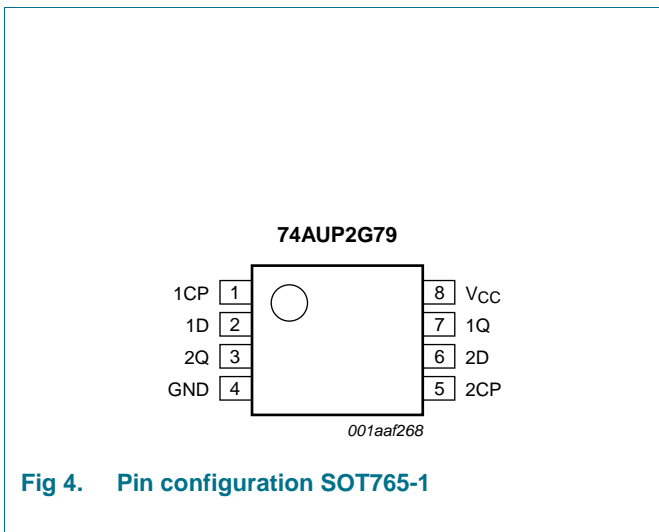 74AUP2G79
1CP 1 8 VCC
1D 2 7 1Q
2Q 3 6 2D
GND 4 5 2CP
001aaf268
Fig 4. Pin configuration SOT765-1